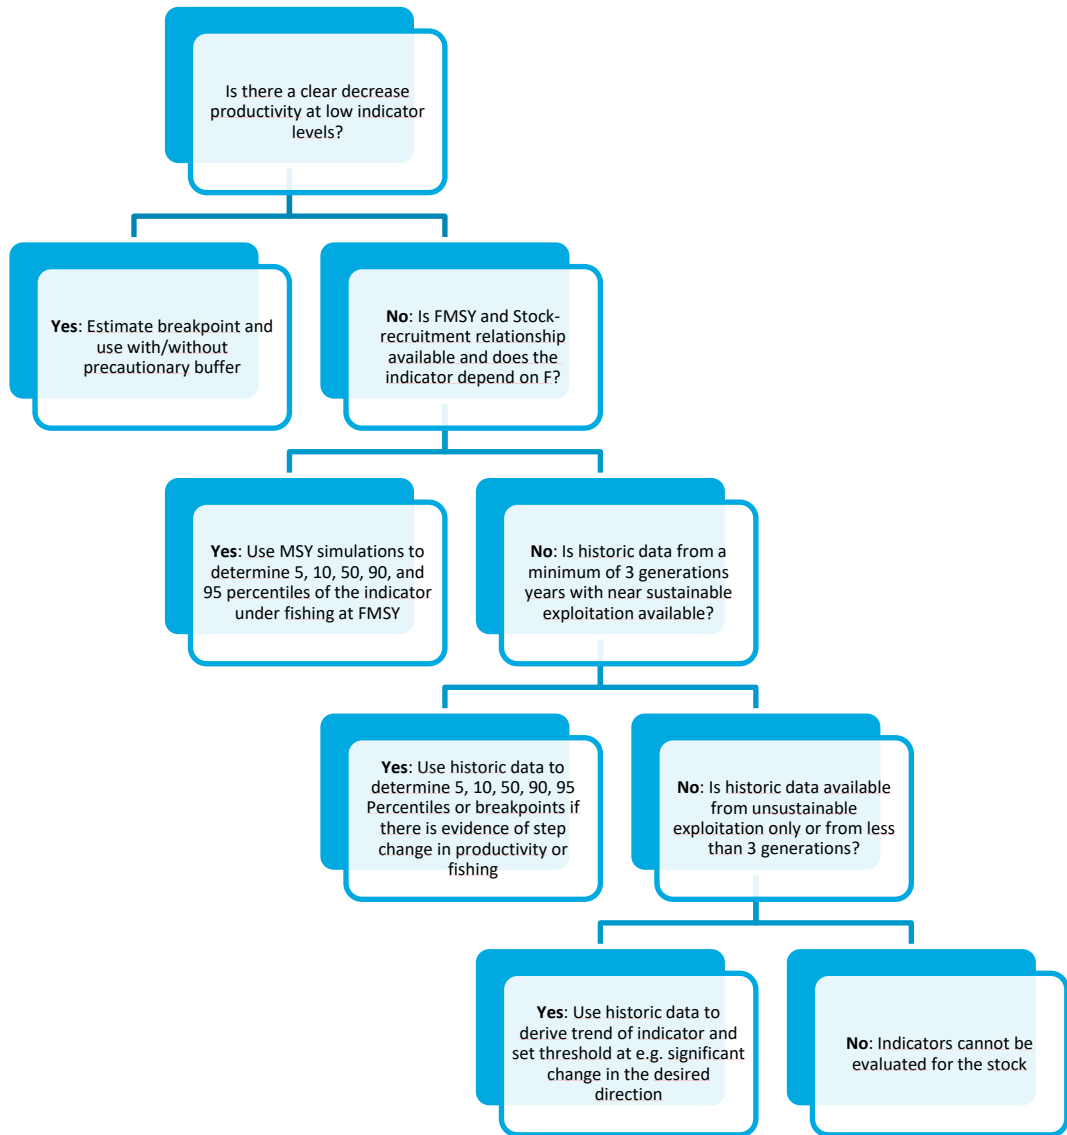 Is there a clear decrease
productivity at low indicator
levels?
Yes: Estimate breakpoint and
use with/without
precautionary buffer
No: Is FMSY and Stock-
recruitment relationship
available and does the
indicator depend on F?
Yes: Use MSY simulations to
determine 5, 10, 50, 90, and
95 percentiles of the indicator
under fishing at FMSY
No: Is historic data from a
minimum of 3 generations
years with near sustainable
exploitation available?
Yes: Use historic data to
determine 5, 10, 50, 90, 95
Percentiles or breakpoints if
there is evidence of step
change in productivity or
fishing
No: Is historic data available
from unsustainable
exploitation only or from less
than 3 generations?
Yes: Use historic data to
derive trend of indicator and
set threshold at e.g. significant
change in the desired
direction
No: Indicators cannot be
evaluated for the stock